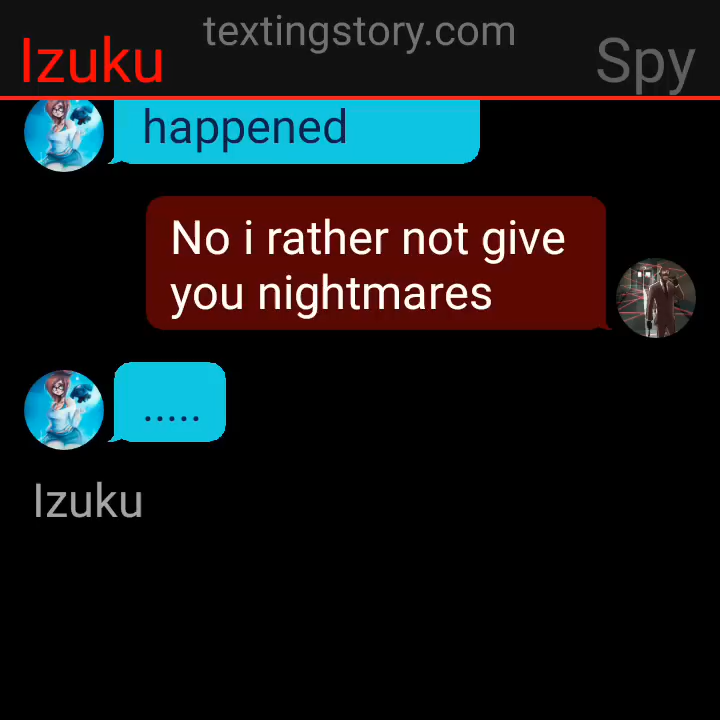 textingstory.com
Izuku
Spy
happened
No i rather not give
you nightmares
.....
Izuku